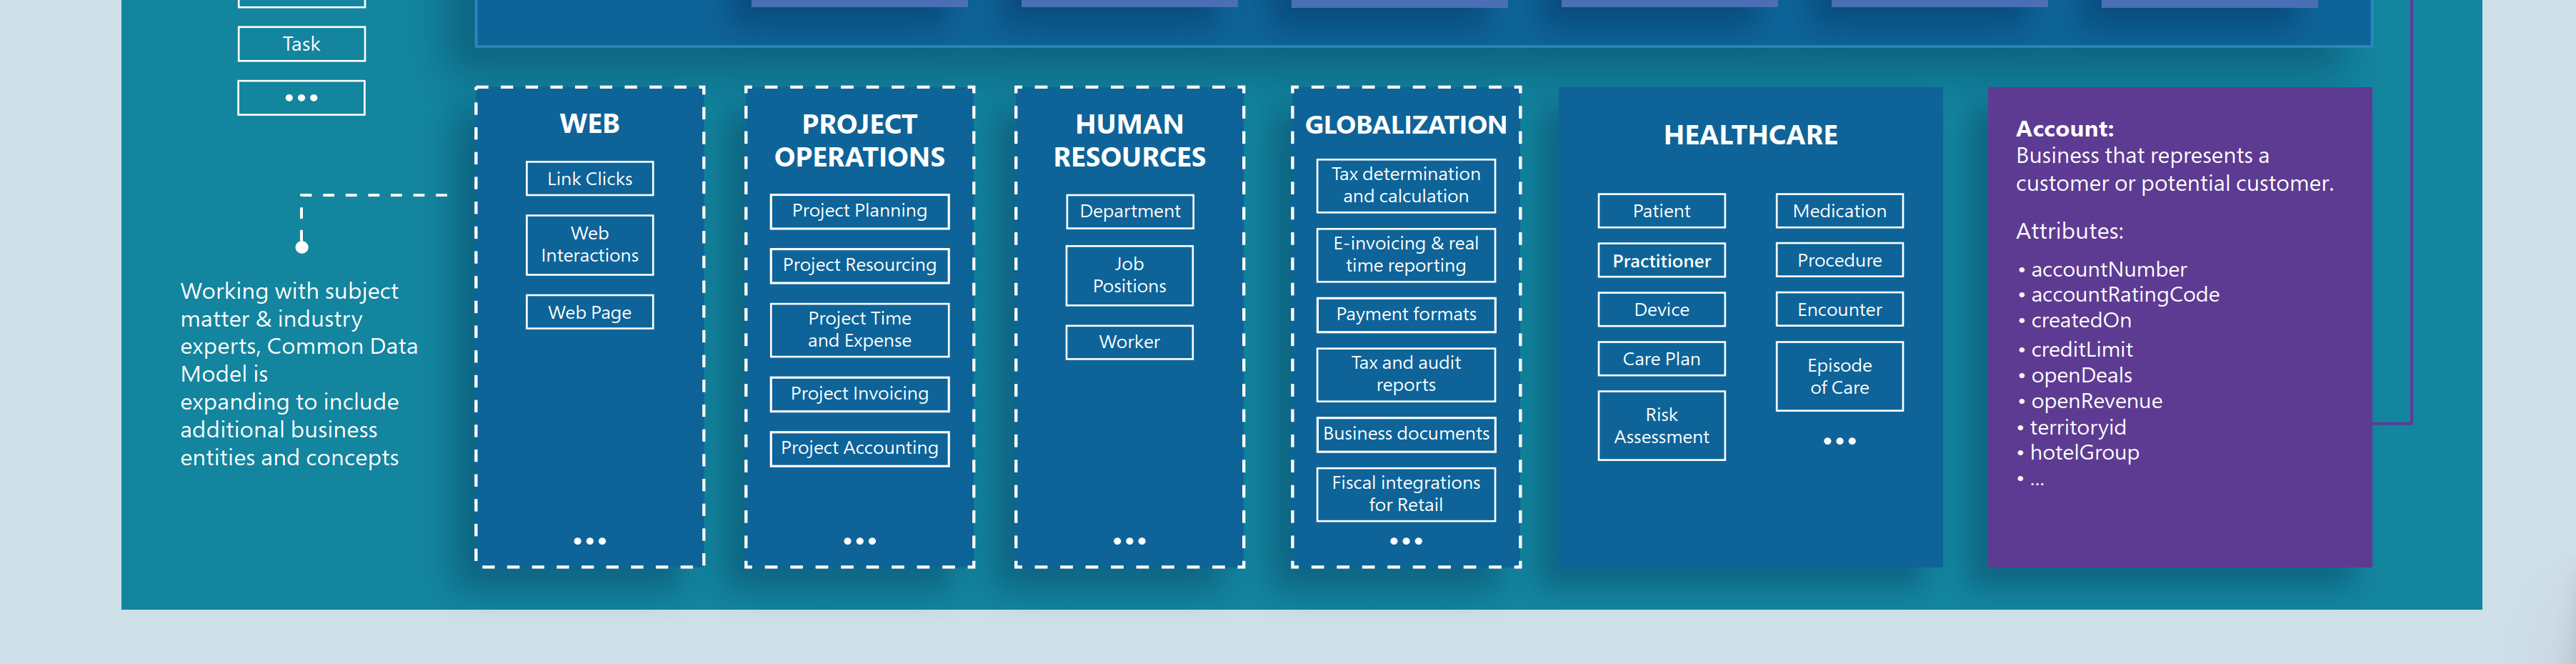 Task
•••
Working with subject
matter & industry
experts, Common Data
Model is
expanding to include
additional business
entities and concepts
WEB
Link Clicks
Web
Interactions
Web Page
•••
PROJECT
OPERATIONS
Project Planning
Project Resourcing
Project Time
and Expense
Project Invoicing
Project Accounting
•••
HUMAN
RESOURCES
Department
Job
Positions
Worker
•••
GLOBALIZATION
Tax determination
and calculation
E-invoicing & real
time reporting
Payment formats
Tax and audit
reports
Business documents
Fiscal integrations
for Retail
•••
HEALTHCARE
Patient
Practitioner
Device
Care Plan
Risk
Assessment
Medication
Procedure
Encounter
Episode
of Care
•••
Account:
Business that represents a
customer or potential customer.
Attributes:
• accountNumber
• accountRatingCode
• createdOn
• creditLimit
• openDeals
• openRevenue
• territoryid
• hotelGroup
• ...